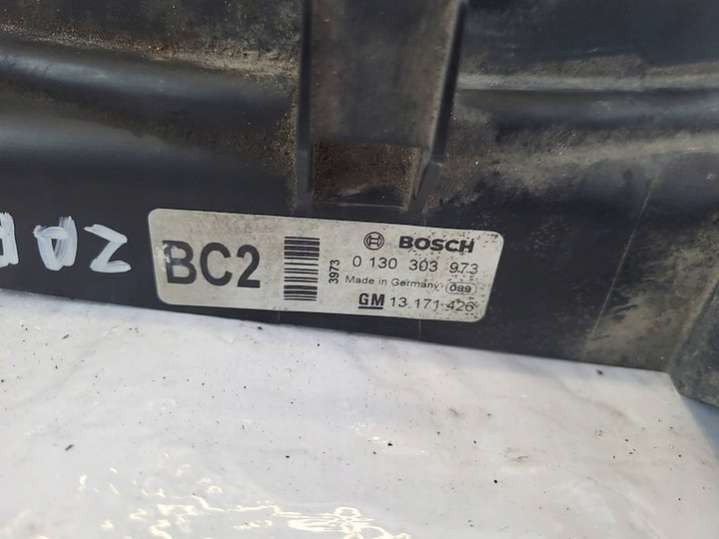 BC2
3973
BOSCH
0 130 303 973
Made in Germany 089
GM 13 171 426